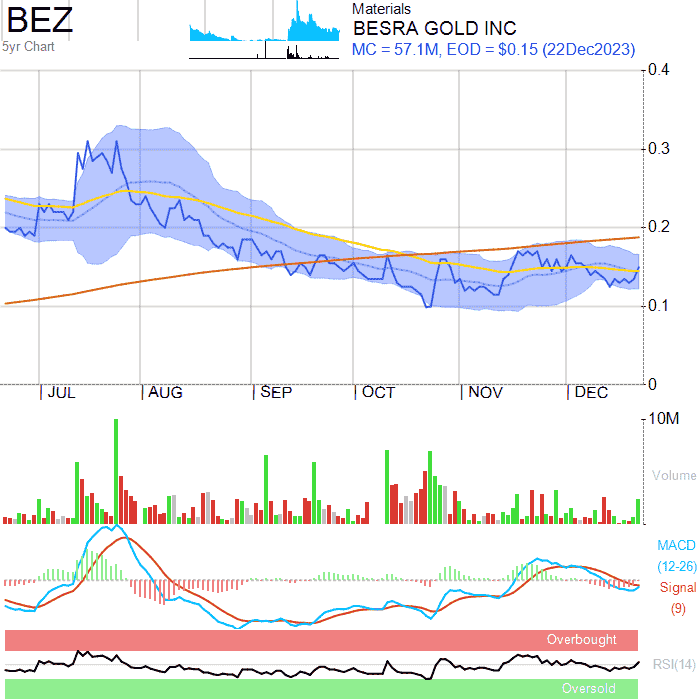 BEZ
5yr Chart
Materials
BESRA GOLD INC
MC = 57.1M, EOD = $0.15 (22Dec2023)
0.4
0.3
0.2
0.1
0
JUL AUG SEP OCT NOV DEC
10M
Volume
MACD
(12-26)
Signal
(9)
Overbought
RSI(14)
Oversold